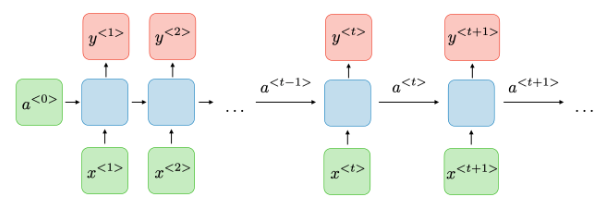 y<1> y<2> y<t> y<t+1>
a<0> ... a<t-1> a<t> a<t+1> ...
x<1> x<2> x<t> x<t+1>